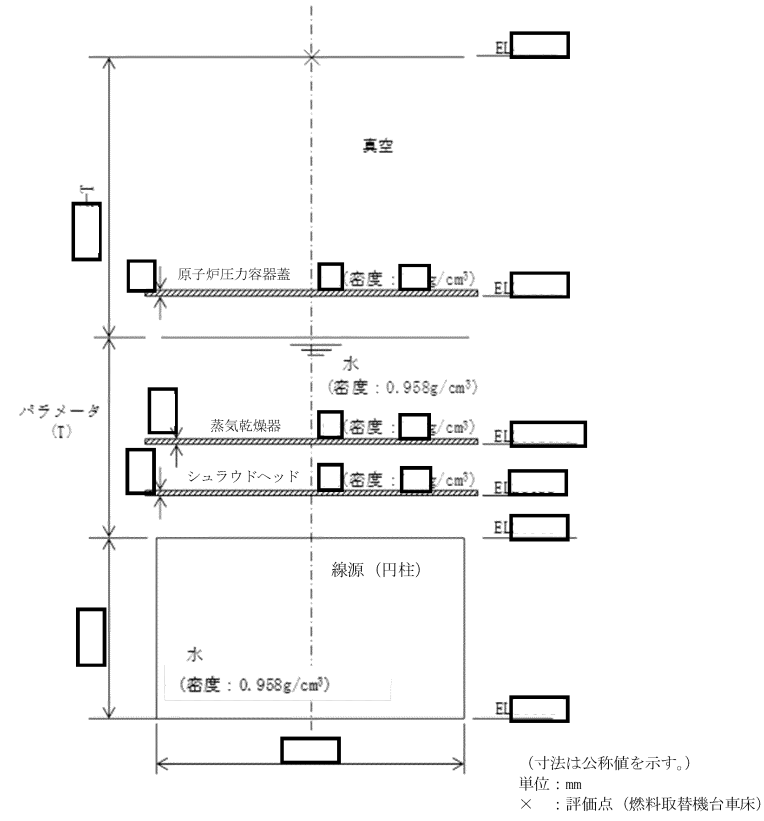 EL
真空
-T
原子炉圧力容器蓋
(密度：
g/cm³)
EL
水
(密度：0.958g/cm³)
パラメータ
(T)
蒸気乾燥器
(密度：
g/cm³)
EL
シュラウドヘッド
(密度：
g/cm³)
EL
EL
線源（円柱）
水
(密度：0.958g/cm³)
EL
（寸法は公称値を示す。）
単位：mm
×　：評価点（燃料取替機台車床）